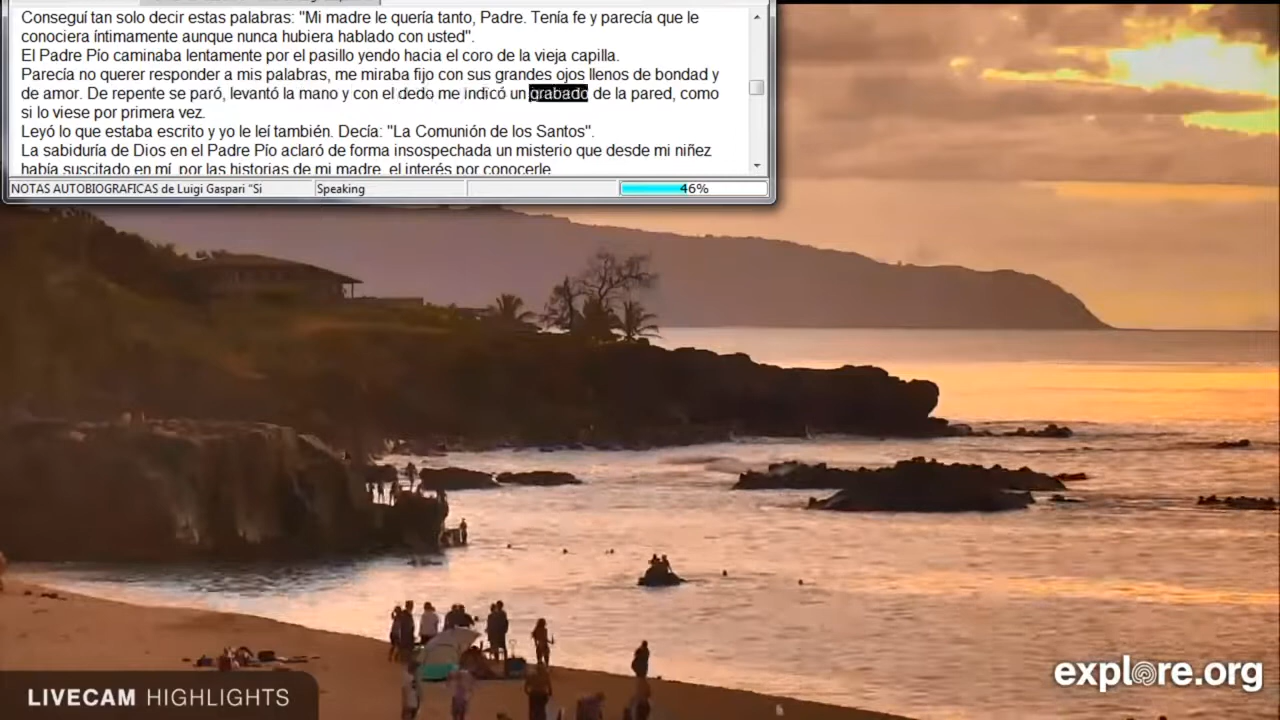 Conseguí tan solo decir estas palabras: "Mi madre le quería tanto, Padre. Tenía fe y parecía que le
conociera íntimamente aunque nunca hubiera hablado con usted".
El Padre Pío caminaba lentamente por el pasillo yendo hacia el coro de la vieja capilla.
Parecía no querer responder a mis palabras, me miraba fijo con sus grandes ojos llenos de bondad y
de amor. De repente se paró, levantó la mano y con el dedo me indicó un grabado de la pared, como
si lo viese por primera vez.
Leyó lo que estaba escrito y yo le leí también. Decía: "La Comunión de los Santos".
La sabiduría de Dios en el Padre Pío aclaró de forma insospechada un misterio que desde mi niñez
había suscitado en mí, por las historias de mi madre, el interés por conocerle
NOTAS AUTOBIOGRAFICAS de Luigi Gaspari "Si
Speaking
46%
explore.org
LIVECAM HIGHLIGHTS